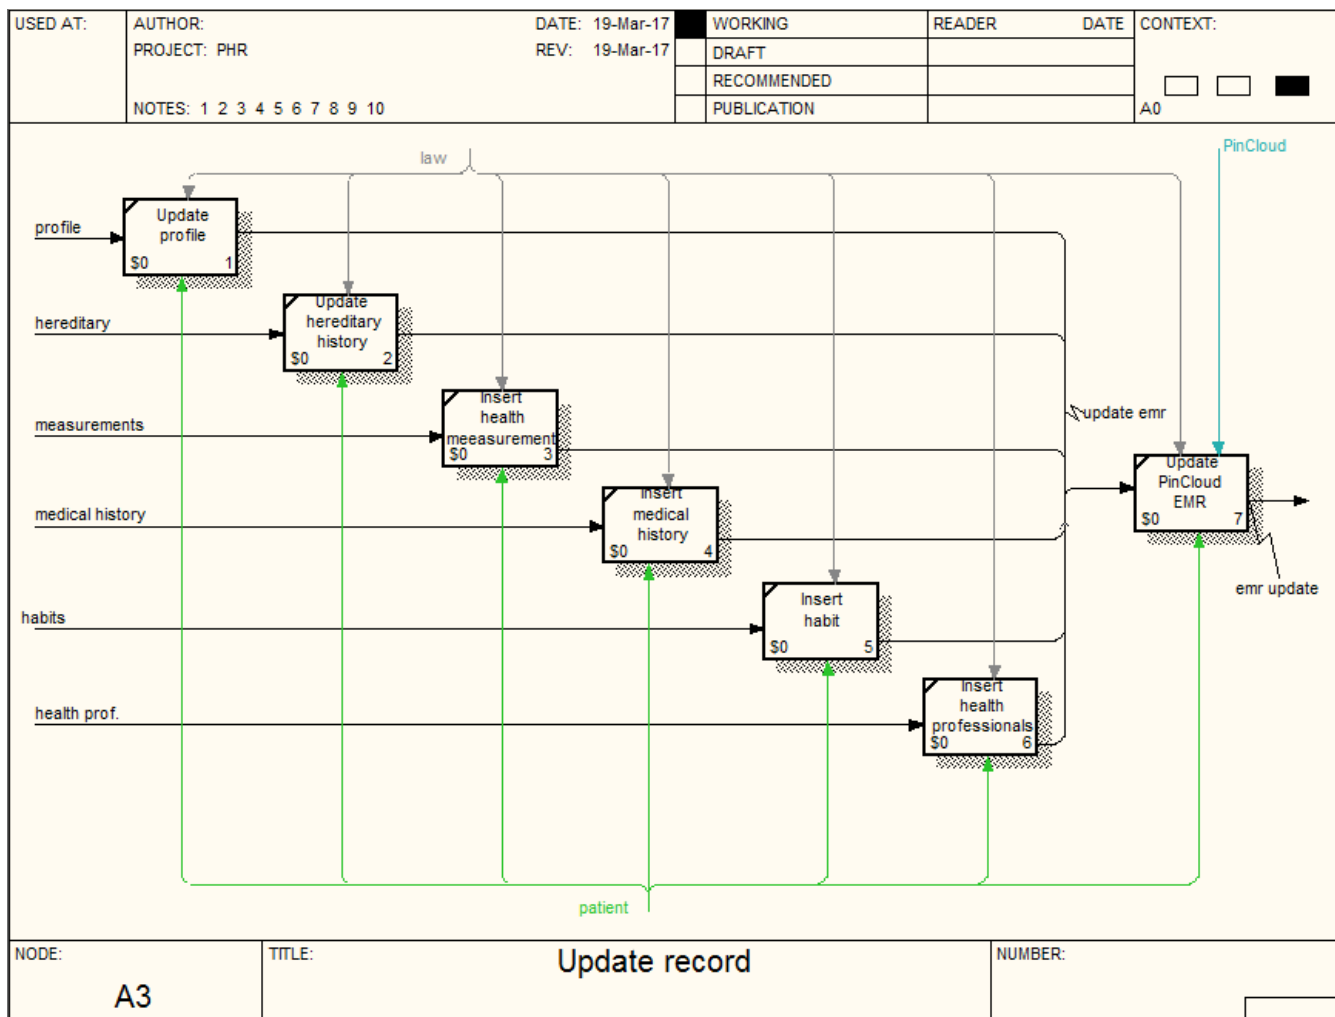 USED AT:
AUTHOR:
DATE: 19-Mar-17
WORKING
READER
DATE
CONTEXT:
PROJECT: PHR
REV: 19-Mar-17
DRAFT
RECOMMENDED
NOTES: 1 2 3 4 5 6 7 8 9 10
PUBLICATION
A0
law
PinCloud
profile
Update
profile
$0 1
hereditary
Update
hereditary
history
$0 2
measurements
Insert
health
meeasurement
$0 3
update emr
medical history
Insert
medical
history
$0 4
Update
PinCloud
EMR
$0 7
emr update
habits
Insert
habit
$0 5
health prof.
Insert
health
professionals
$0 6
patient
NODE:
A3
TITLE:
Update record
NUMBER: